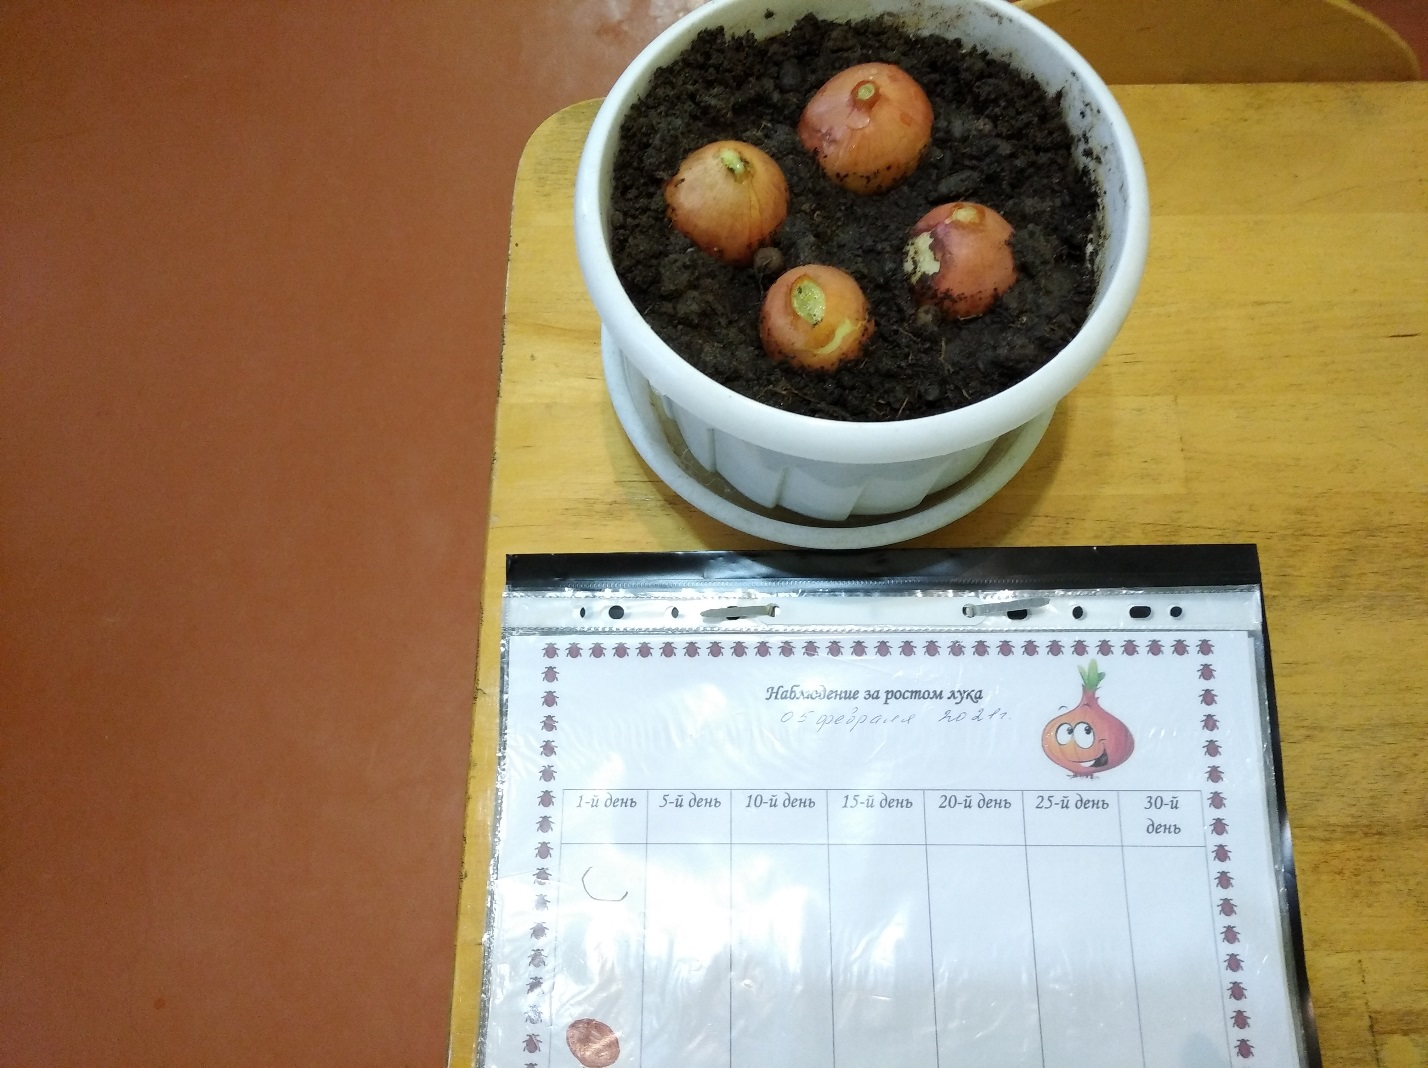 Наблюдение за ростом лука
05 февраля 2021г.
1-й день 5-й день 10-й день 15-й день 20-й день 25-й день 30-й день